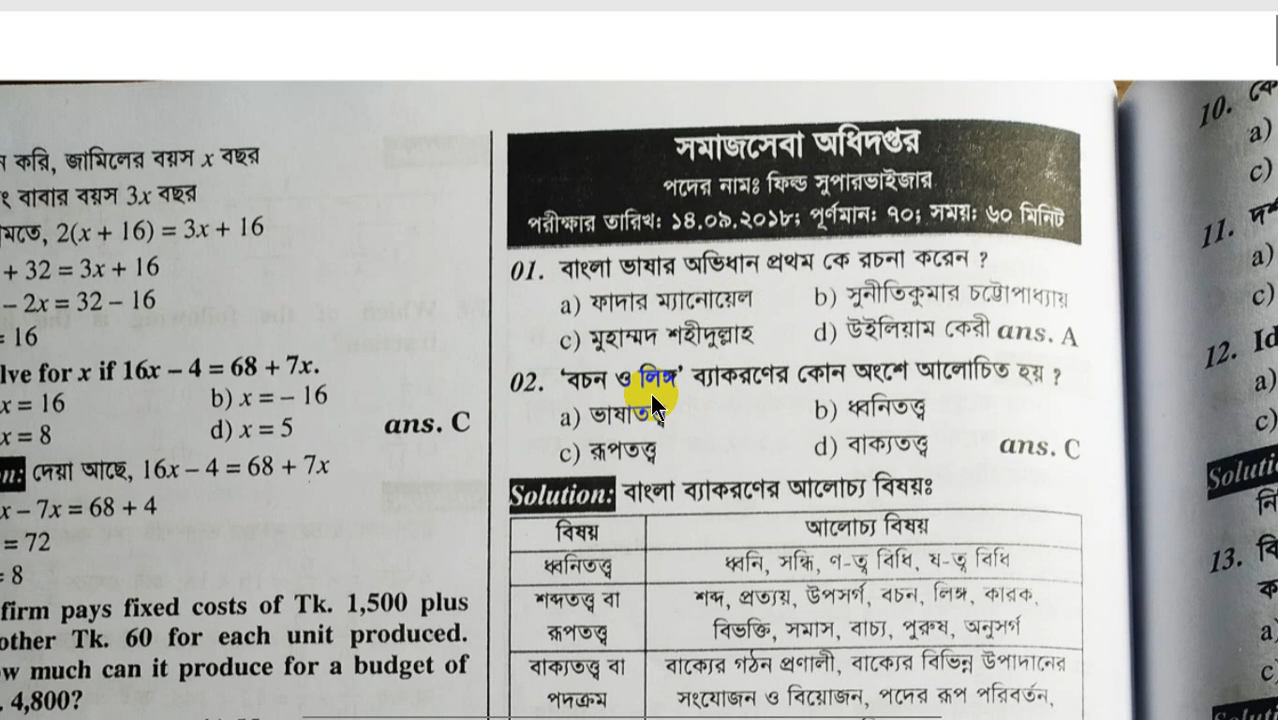 করি, জামিলের বয়স x বছর
বাবার বয়স 3x বছর
2(x + 16) = 3x + 16
+ 32 = 3x + 16
– 2x = 32 – 16
= 16
lve for x if 16x – 4 = 68 + 7x.
x = 16 b) x = – 16
x = 8 d) x = 5 ans. C
দেয়া আছে, 16x – 4 = 68 + 7x
x – 7x = 68 + 4
= 72
= 8
firm pays fixed costs of Tk. 1,500 plus
other Tk. 60 for each unit produced.
w much can it produce for a budget of
. 4,800?
সমাজসেবা অধিদপ্তর
পদের নামঃ ফিল্ড সুপারভাইজার
পরীক্ষার তারিখ: ১৪.০৯.২০১৮; পূর্ণমান: ৭০; সময়: ৬০ মিনিট
01. বাংলা ভাষার অভিধান প্রথম কে রচনা করেন ?
a) ফাদার ম্যানোয়েল b) সুনীতিকুমার চট্টোপাধ্যায়
c) মুহাম্মদ শহীদুল্লাহ d) উইলিয়াম কেরী ans. A
02. ‘বচন ও লিঙ্গ’ ব্যাকরণের কোন অংশে আলোচিত হয় ?
a) ভাষাতত্ত্ব b) ধ্বনিতত্ত্ব
c) রূপতত্ত্ব d) বাক্যতত্ত্ব ans. C
Solution: বাংলা ব্যাকরণের আলোচ্য বিষয়ঃ
বিষয় আলোচ্য বিষয়
ধ্বনিতত্ত্ব ধ্বনি, সন্ধি, ণ-ত্ব বিধি, ষ-ত্ব বিধি
শব্দতত্ত্ব বা শব্দ, প্রত্যয়, উপসর্গ, বচন, লিঙ্গ, কারক,
রূপতত্ত্ব বিভক্তি, সমাস, বাচ্য, পুরুষ, অনুসর্গ
বাক্যতত্ত্ব বা বাক্যের গঠন প্রণালী, বাক্যের বিভিন্ন উপাদানের
পদক্রম সংযোজন ও বিয়োজন, পদের রূপ পরিবর্তন,
10.
a)
c)
11.
a)
c)
12. Id
a)
c)
Soluti
13. বি
a)
c)